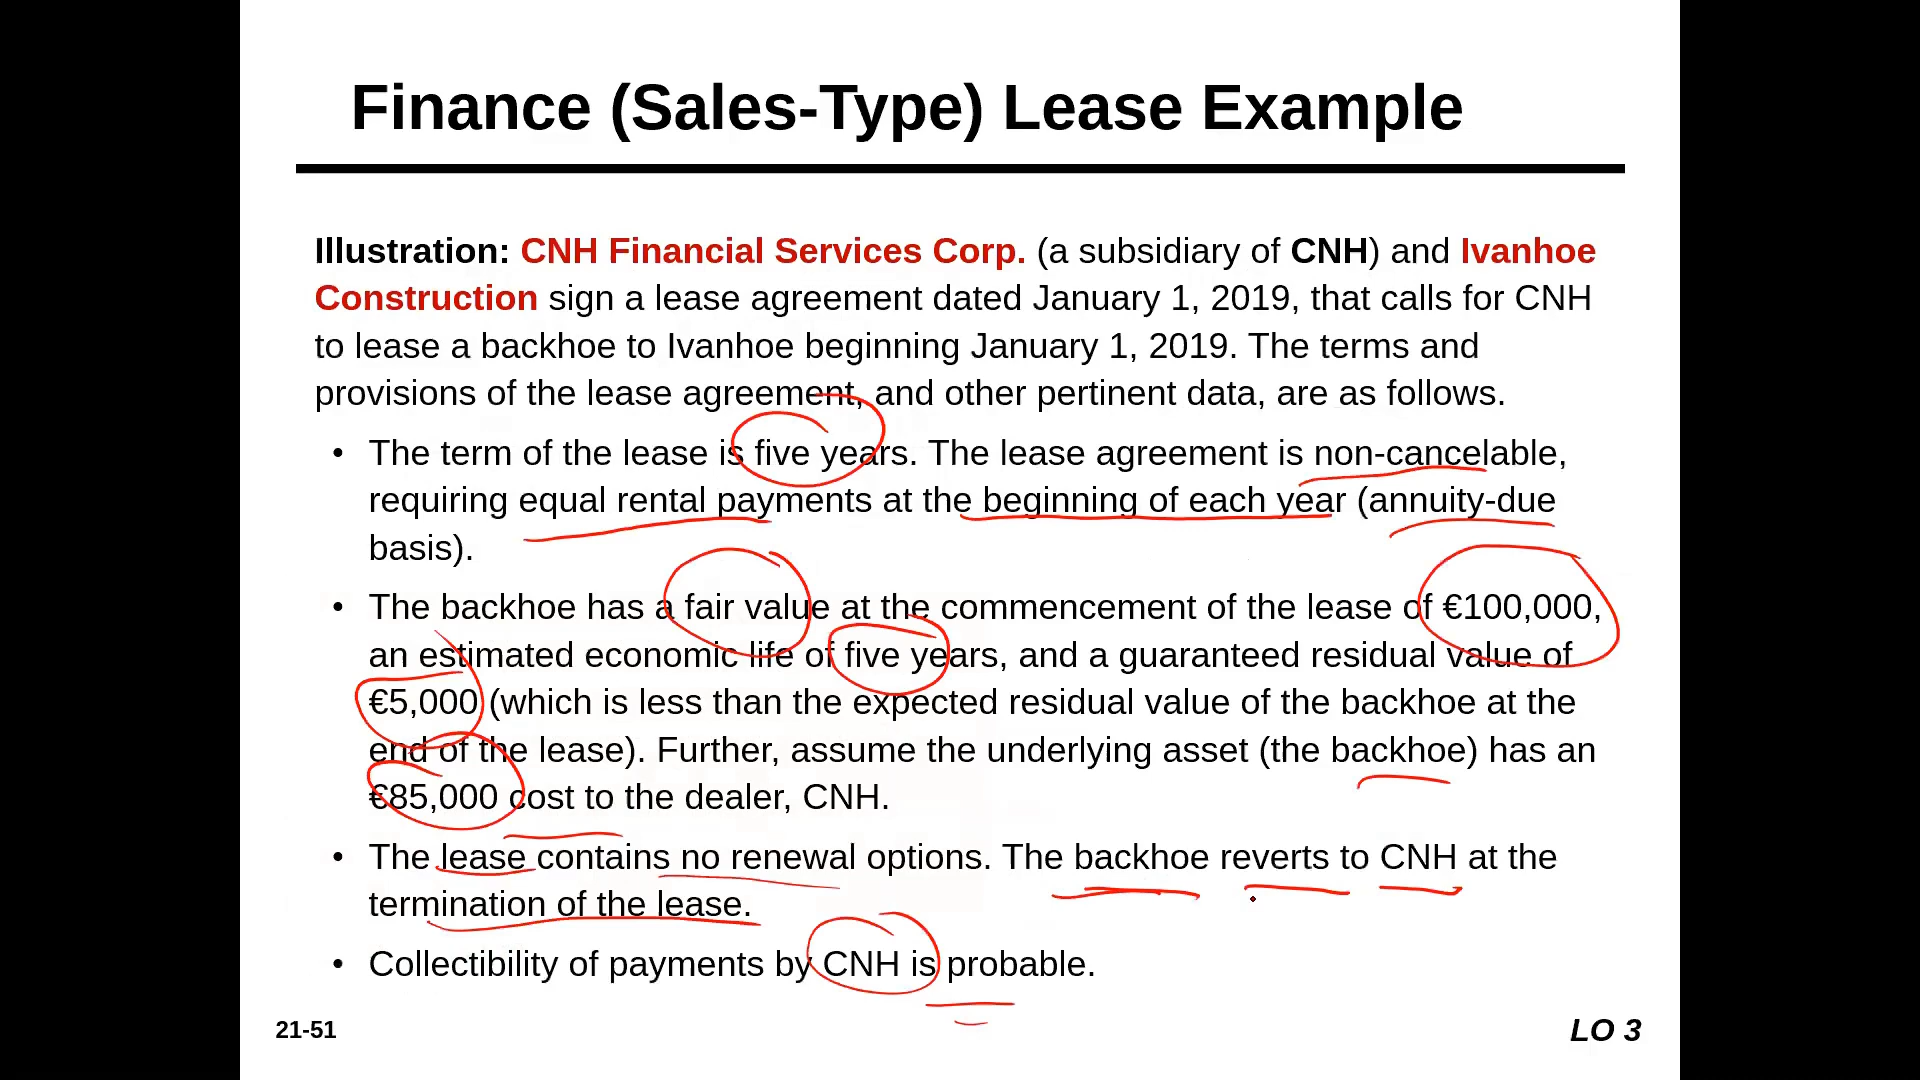 Finance (Sales-Type) Lease Example
Illustration: CNH Financial Services Corp. (a subsidiary of CNH) and Ivanhoe
Construction sign a lease agreement dated January 1, 2019, that calls for CNH
to lease a backhoe to Ivanhoe beginning January 1, 2019. The terms and
provisions of the lease agreement, and other pertinent data, are as follows.
• The term of the lease is five years. The lease agreement is non-cancelable,
requiring equal rental payments at the beginning of each year (annuity-due
basis).
• The backhoe has a fair value at the commencement of the lease of €100,000,
an estimated economic life of five years, and a guaranteed residual value of
€5,000 (which is less than the expected residual value of the backhoe at the
end of the lease). Further, assume the underlying asset (the backhoe) has an
€85,000 cost to the dealer, CNH.
• The lease contains no renewal options. The backhoe reverts to CNH at the
termination of the lease.
• Collectibility of payments by CNH is probable.
21-51
LO 3